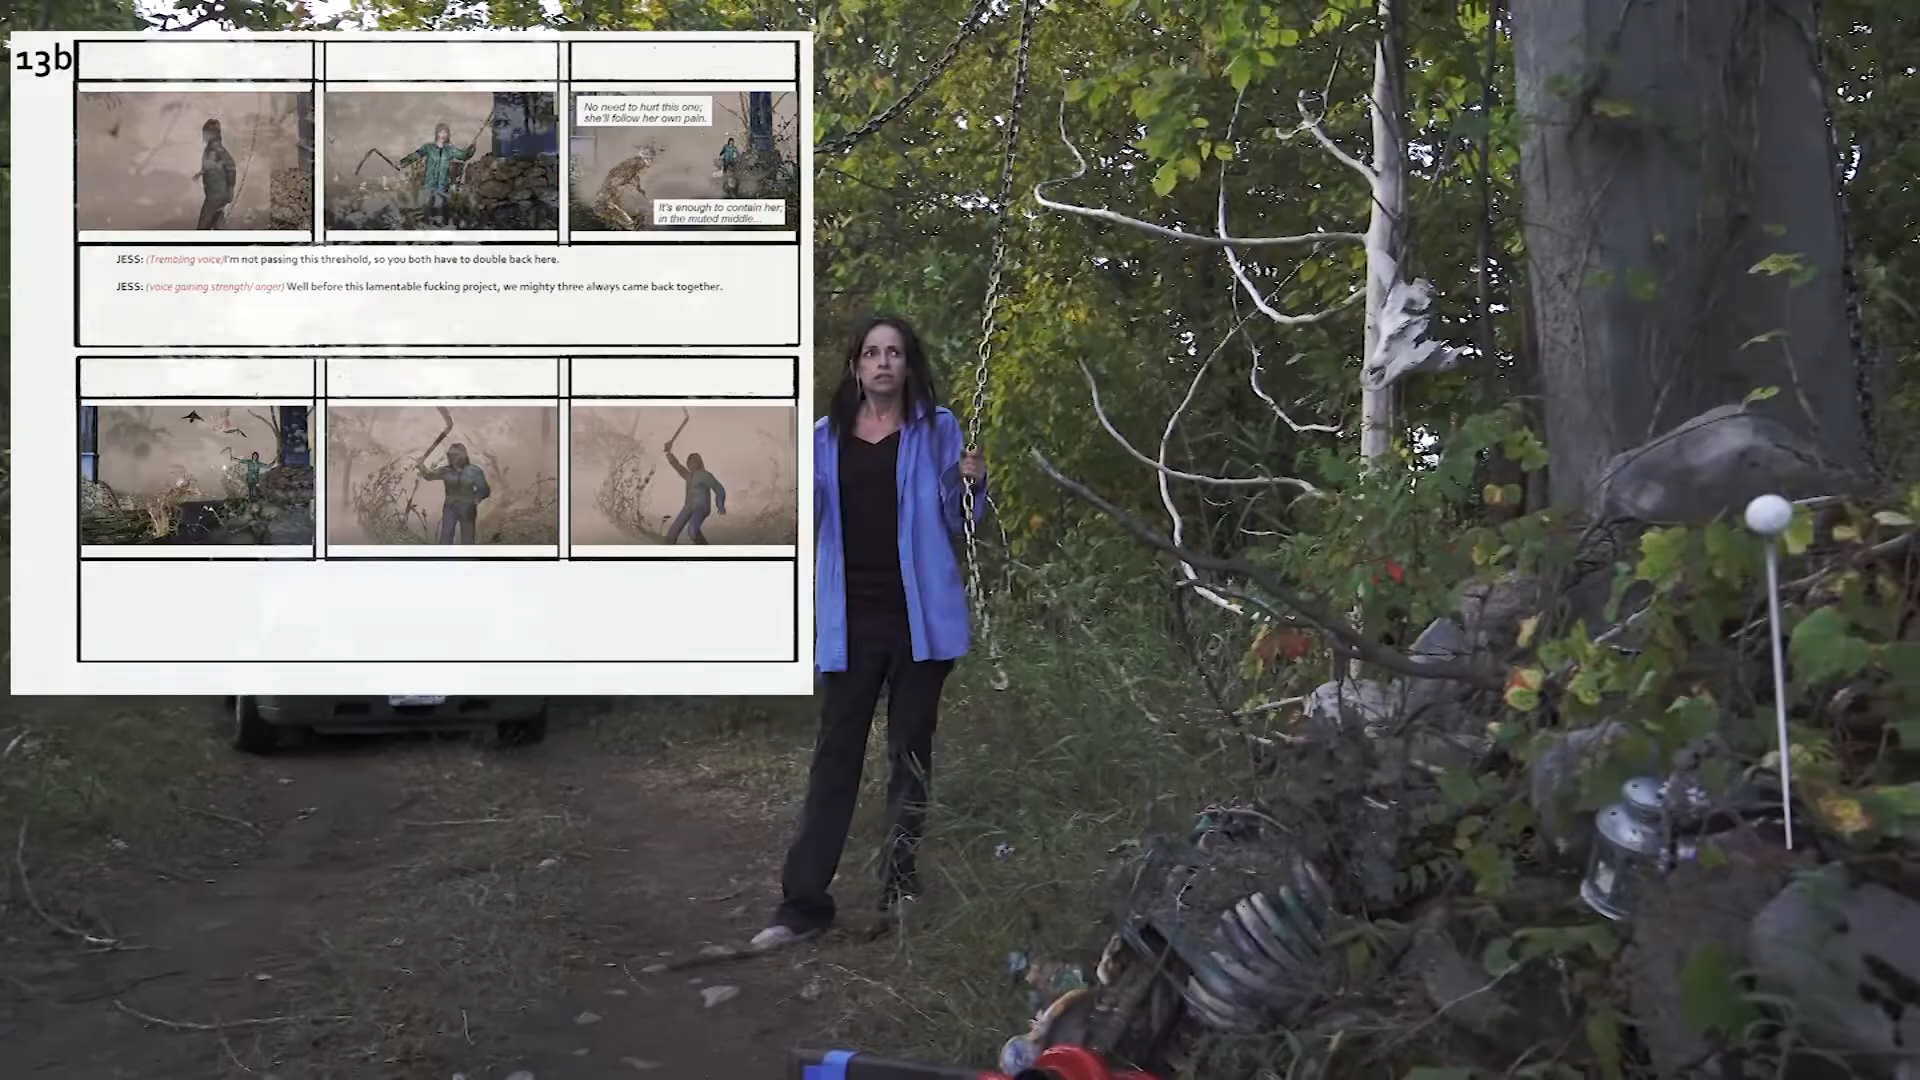 13b
No need to hurt this one;
she'll follow her own pain.
It's enough to contain her;
in the muted middle...
JESS: (Trembling voice)I'm not passing this threshold, so you both have to double back here.
JESS: (voice gaining strength/ anger) Well before this lamentable fucking project, we mighty three always came back together.